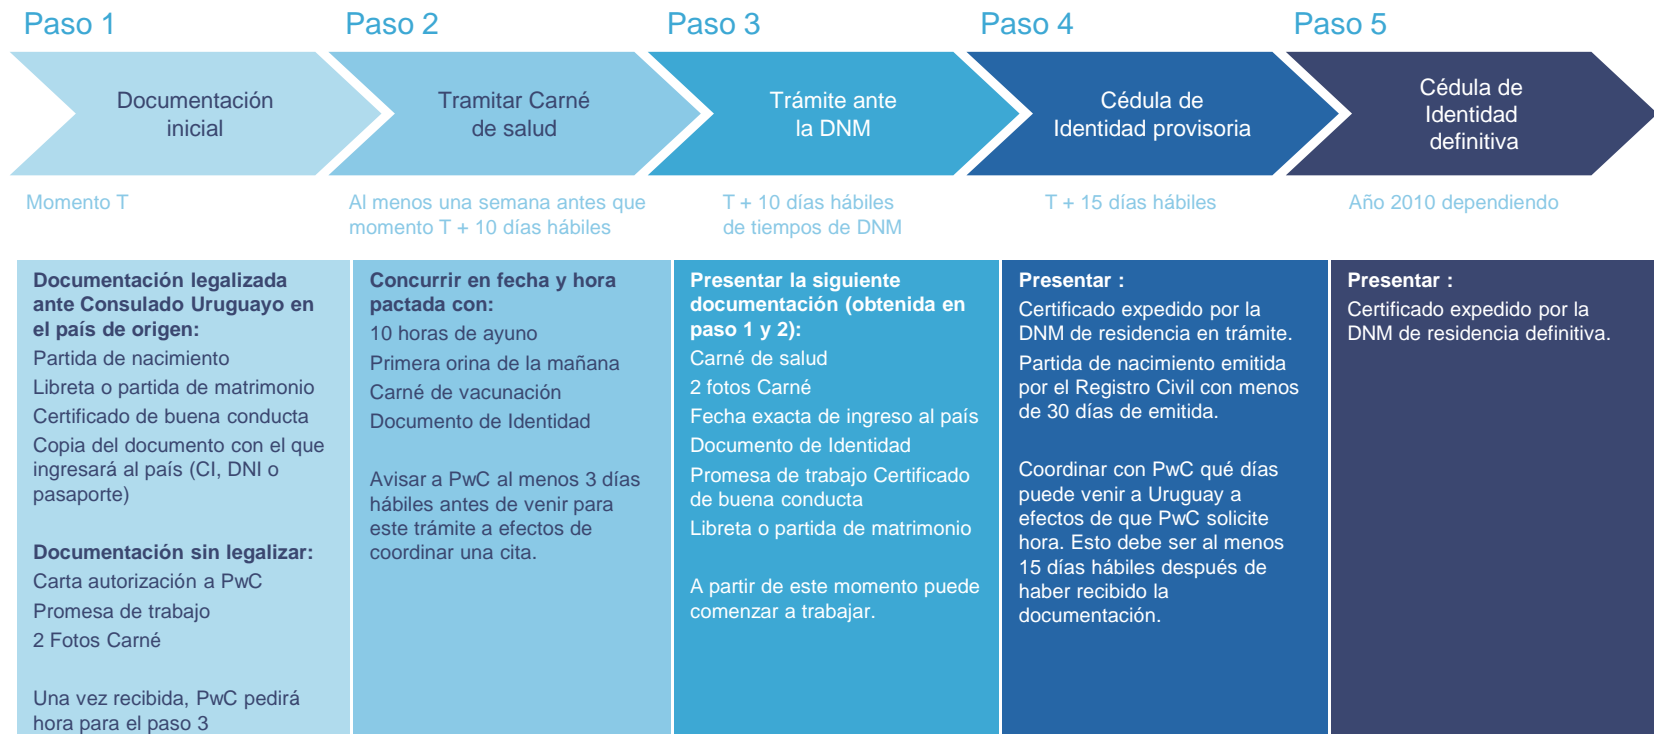 Paso 1
Paso 2
Paso 3
Paso 4
Paso 5
Documentación
inicial
Tramitar Carné
de salud
Trámite ante
la DNM
Cédula de
Identidad provisoria
Cédula de
Identidad
definitiva
Momento T
Al menos una semana antes que
momento T + 10 días hábiles
T + 10 días hábiles
de tiempos de DNM
T + 15 días hábiles
Año 2010 dependiendo
Documentación legalizada
ante Consulado Uruguayo en
el país de origen:
Partida de nacimiento
Libreta o partida de matrimonio
Certificado de buena conducta
Copia del documento con el que
ingresará al país (CI, DNI o
pasaporte)
Documentación sin legalizar:
Carta autorización a PwC
Promesa de trabajo
2 Fotos Carné
Una vez recibida, PwC pedirá
hora para el paso 3
Concurrir en fecha y hora
pactada con:
10 horas de ayuno
Primera orina de la mañana
Carné de vacunación
Documento de Identidad
Avisar a PwC al menos 3 días
hábiles antes de venir para
este trámite a efectos de
coordinar una cita.
Presentar la siguiente
documentación (obtenida en
paso 1 y 2):
Carné de salud
2 fotos Carné
Fecha exacta de ingreso al país
Documento de Identidad
Promesa de trabajo Certificado
de buena conducta
Libreta o partida de matrimonio
A partir de este momento puede
comenzar a trabajar.
Presentar :
Certificado expedido por la
DNM de residencia en trámite.
Partida de nacimiento emitida
por el Registro Civil con menos
de 30 días de emitida.
Coordinar con PwC qué días
puede venir a Uruguay a
efectos de que PwC solicite
hora. Esto debe ser al menos
15 días hábiles después de
haber recibido la
documentación.
Presentar :
Certificado expedido por la
DNM de residencia definitiva.